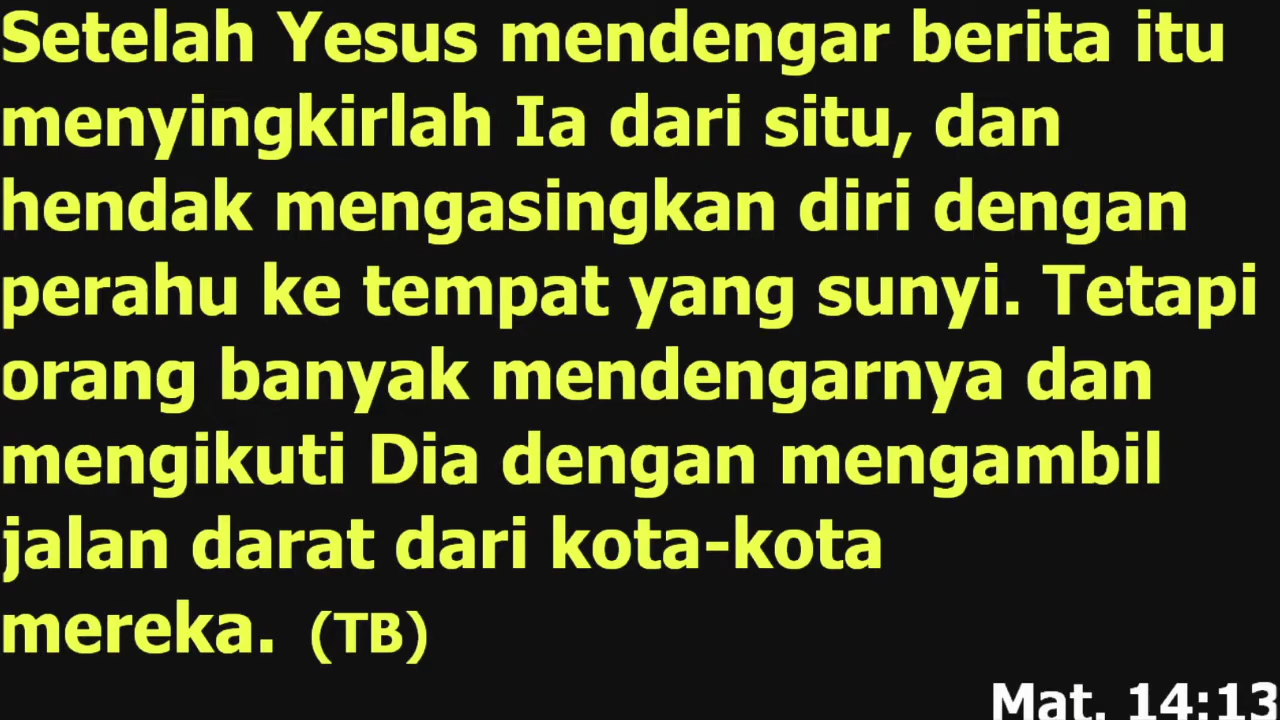 Setelah Yesus mendengar berita itu
menyingkirlah Ia dari situ, dan
hendak mengasingkan diri dengan
perahu ke tempat yang sunyi. Tetapi
orang banyak mendengarnya dan
mengikuti Dia dengan mengambil
jalan darat dari kota-kota
mereka. (TB)
Mat. 14:13